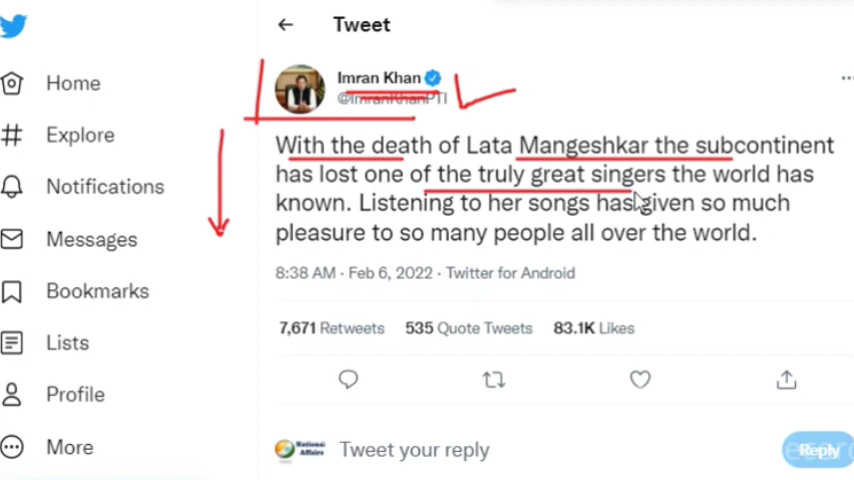 Tweet
Home
Explore
Notifications
Messages
Bookmarks
Lists
Profile
More
Imran Khan
@ImranKhanPTI
With the death of Lata Mangeshkar the subcontinent
has lost one of the truly great singers the world has
known. Listening to her songs has given so much
pleasure to so many people all over the world.
8:38 AM · Feb 6, 2022 · Twitter for Android
7,671 Retweets 535 Quote Tweets 83.1K Likes
National
Affairs
Tweet your reply
Reply